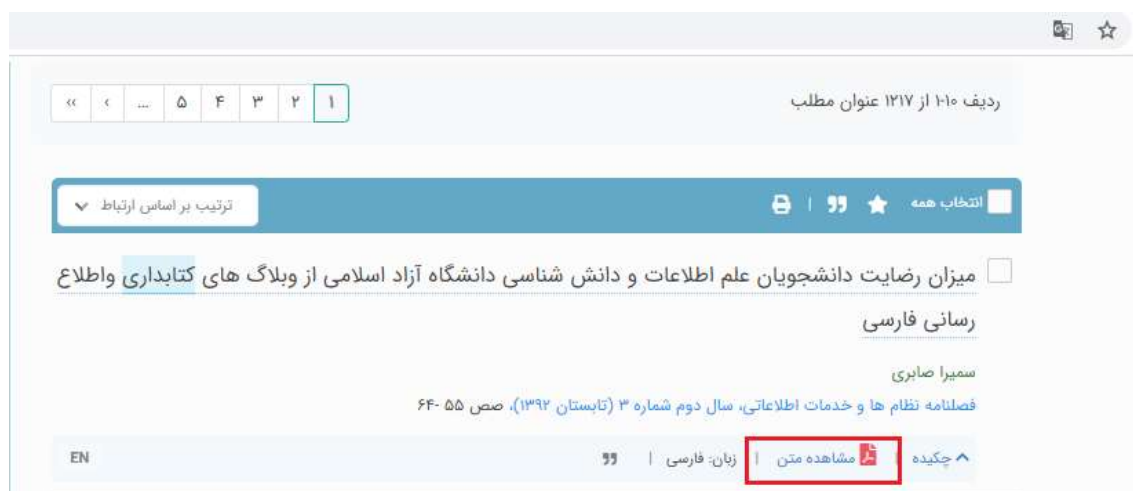 ردیف ۱-۱۰ از ۱۲۱۷ عنوان مطلب
۱ ۲ ۳ ۴ ۵ ... › »
انتخاب همه | ترتیب بر اساس ارتباط
میزان رضایت دانشجویان علم اطلاعات و دانش شناسی دانشگاه آزاد اسلامی از وبلاگ های کتابداری واطلاع
رسانی فارسی
سمیرا صابری
فصلنامه نظام ها و خدمات اطلاعاتی، سال دوم شماره ۳ (تابستان ۱۳۹۲)، صص ۵۵ -۶۴
چکیده | مشاهده متن | زبان: فارسی | EN